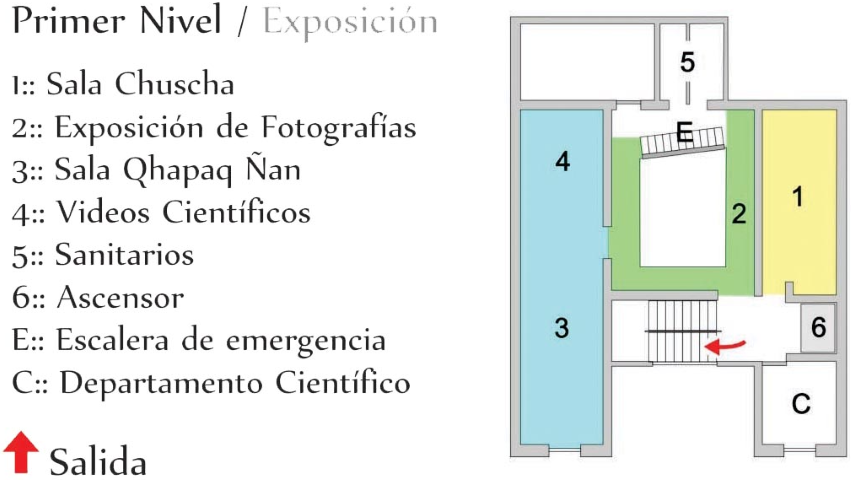 Primer Nivel / Exposición
1:: Sala Chuscha
2:: Exposición de Fotografías
3:: Sala Qhapaq Ñan
4:: Videos Científicos
5:: Sanitarios
6:: Ascensor
E:: Escalera de emergencia
C:: Departamento Científico
Salida
5
E
4
1
2
3
6
C